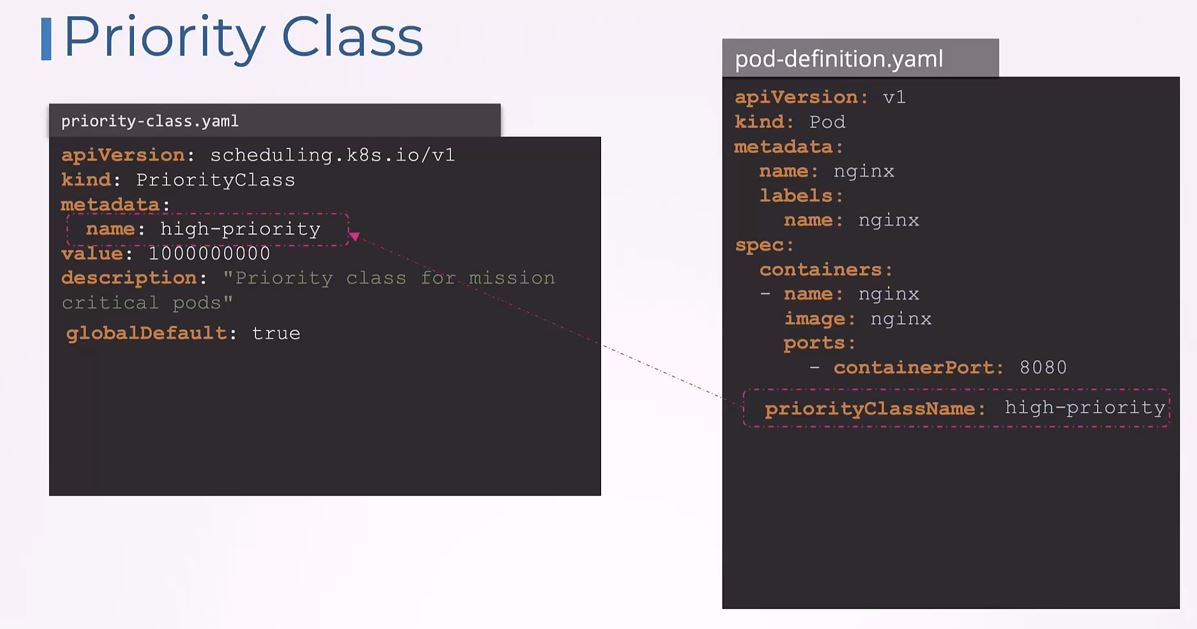 Priority Class
priority-class.yaml
apiVersion: scheduling.k8s.io/v1
kind: PriorityClass
metadata:
  name: high-priority
value: 1000000000
description: "Priority class for mission
critical pods"
globalDefault: true
pod-definition.yaml
apiVersion: v1
kind: Pod
metadata:
  name: nginx
  labels:
    name: nginx
spec:
  containers:
  - name: nginx
    image: nginx
    ports:
      - containerPort: 8080
  priorityClassName: high-priority